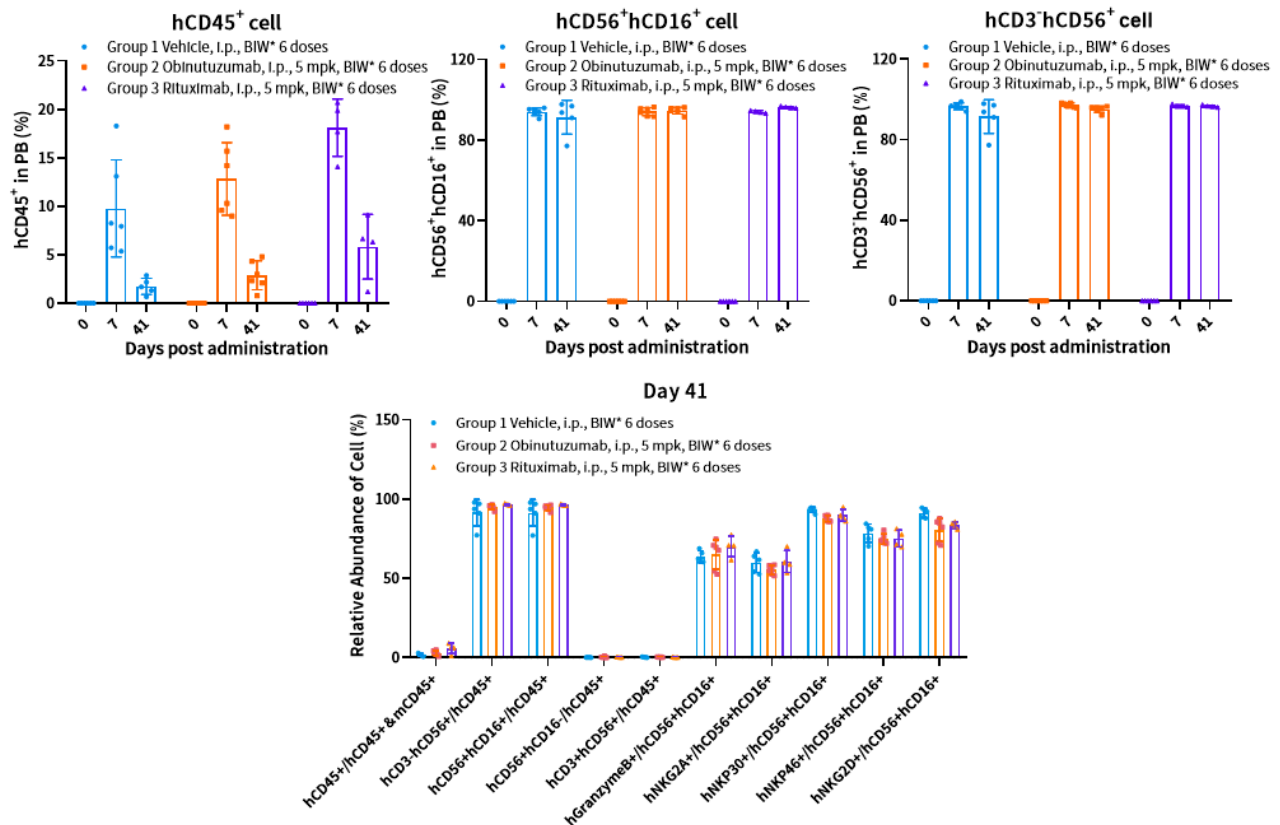 hCD45⁺ cell
Group 1 Vehicle, i.p., BIW* 6 doses
Group 2 Obinutuzumab, i.p., 5 mpk, BIW* 6 doses
Group 3 Rituximab, i.p., 5 mpk, BIW* 6 doses
hCD45⁺ in PB (%)
25
20
15
10
5
0
0 7 41 0 7 41 0 7 41
Days post administration
hCD56⁺hCD16⁺ cell
Group 1 Vehicle, i.p., BIW* 6 doses
Group 2 Obinutuzumab, i.p., 5 mpk, BIW* 6 doses
Group 3 Rituximab, i.p., 5 mpk, BIW* 6 doses
hCD56⁺hCD16⁺ in PB (%)
120
80
40
0
0 7 41 0 7 41 0 7 41
Days post administration
hCD3⁻hCD56⁺ cell
Group 1 Vehicle, i.p., BIW* 6 doses
Group 2 Obinutuzumab, i.p., 5 mpk, BIW* 6 doses
Group 3 Rituximab, i.p., 5 mpk, BIW* 6 doses
hCD3⁻hCD56⁺ in PB (%)
120
80
40
0
0 7 41 0 7 41 0 7 41
Days post administration
Day 41
Group 1 Vehicle, i.p., BIW* 6 doses
Group 2 Obinutuzumab, i.p., 5 mpk, BIW* 6 doses
Group 3 Rituximab, i.p., 5 mpk, BIW* 6 doses
Relative Abundance of Cell (%)
150
100
50
0
hCD45+/hCD45+ & mCD45+
hCD3-hCD56+/hCD45+
hCD56+hCD16+/hCD45+
hCD56+hCD16-/hCD45+
hCD3+hCD56+/hCD45+
hGranzymeB+/hCD56+hCD16+
hNKG2A+/hCD56+hCD16+
hNKP30+/hCD56+hCD16+
hNKP46+/hCD56+hCD16+
hNKG2D+/hCD56+hCD16+